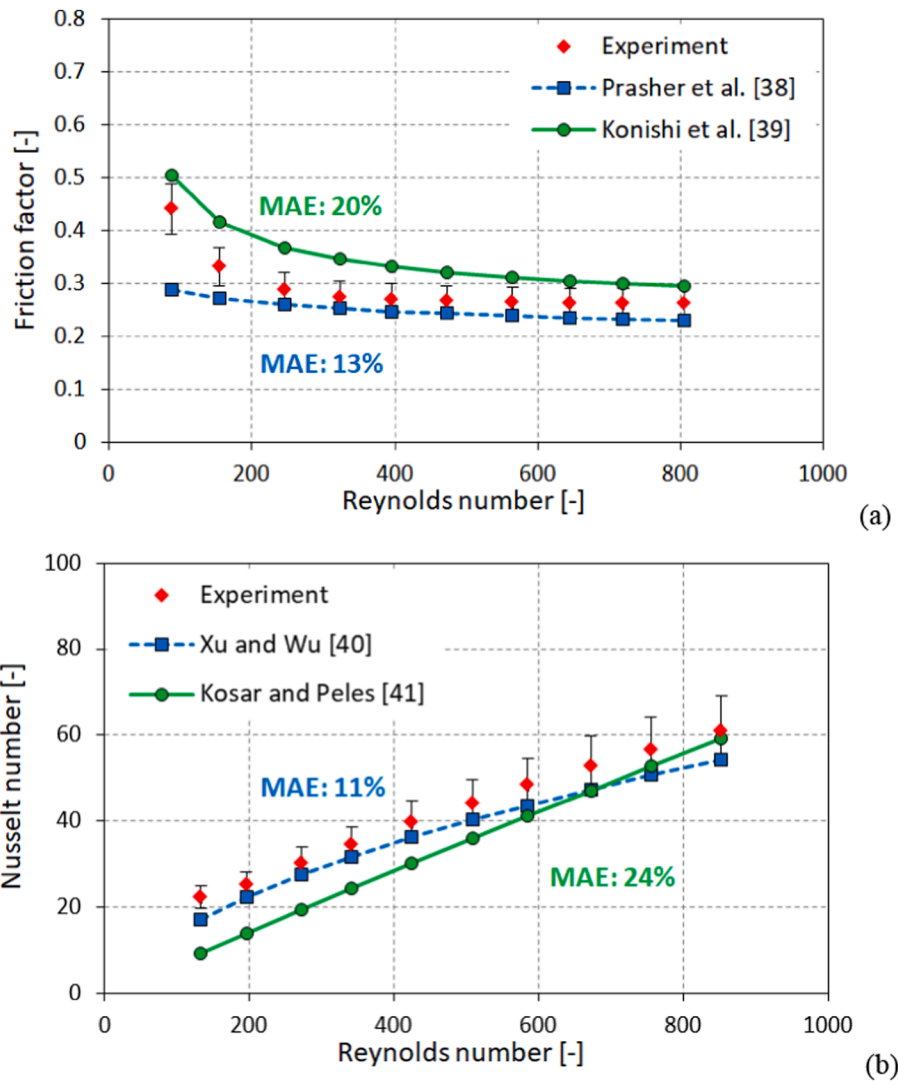 0.8
0.7
0.6
0.5
0.4
0.3
0.2
0.1
0
Friction factor [-]
Experiment
Prasher et al. [38]
Konishi et al. [39]
MAE: 20%
MAE: 13%
0 200 400 600 800 1000
Reynolds number [-]
(a)
100
80
60
40
20
0
Nusselt number [-]
Experiment
Xu and Wu [40]
Kosar and Peles [41]
MAE: 11%
MAE: 24%
0 200 400 600 800 1000
Reynolds number [-]
(b)